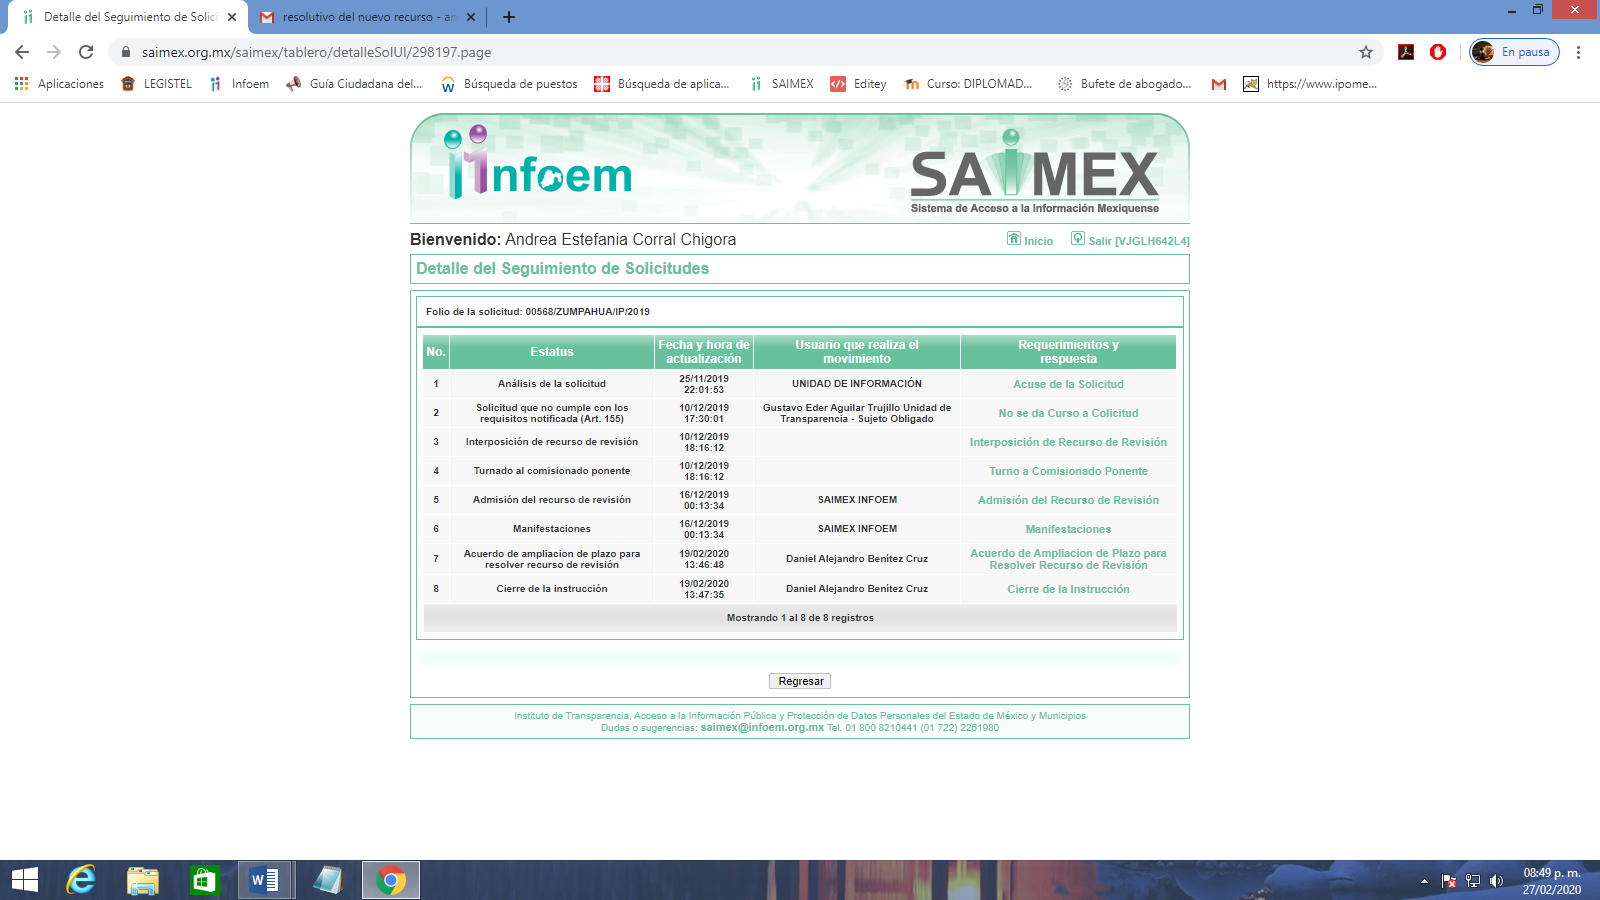 Detalle del Seguimiento de Solici
resolutivo del nuevo recurso - an
saimex.org.mx/saimex/tablero/detalleSolUI/298197.page
En pausa
Aplicaciones
LEGISTEL
Infoem
Guía Ciudadana del...
Búsqueda de puestos
Búsqueda de aplica...
SAIMEX
Editey
Curso: DIPLOMAD...
Bufete de abogado...
https://www.ipome...
infoem
SAiMEX
Sistema de Acceso a la Información Mexiquense
Bienvenido: Andrea Estefania Corral Chigora
Inicio
Salir [VJGLH642L4]
Detalle del Seguimiento de Solicitudes
Folio de la solicitud: 00568/ZUMPAHUA/IP/2019
No. Estatus Fecha y hora de actualización Usuario que realiza el movimiento Requerimientos y respuesta
1 Análisis de la solicitud 25/11/2019 22:01:53 UNIDAD DE INFORMACIÓN Acuse de la Solicitud
2 Solicitud que no cumple con los requisitos notificada (Art. 155) 10/12/2019 17:30:01 Gustavo Eder Aguilar Trujillo Unidad de Transparencia - Sujeto Obligado No se da Curso a Colicitud
3 Interposición de recurso de revisión 10/12/2019 18:16:12 Interposición de Recurso de Revisión
4 Turnado al comisionado ponente 10/12/2019 18:16:12 Turno a Comisionado Ponente
5 Admisión del recurso de revisión 16/12/2019 00:13:34 SAIMEX INFOEM Admisión del Recurso de Revisión
6 Manifestaciones 16/12/2019 00:13:34 SAIMEX INFOEM Manifestaciones
7 Acuerdo de ampliacion de plazo para resolver recurso de revisión 19/02/2020 13:46:48 Daniel Alejandro Benítez Cruz Acuerdo de Ampliacion de Plazo para Resolver Recurso de Revisión
8 Cierre de la instrucción 19/02/2020 13:47:35 Daniel Alejandro Benítez Cruz Cierre de la Instrucción
Mostrando 1 al 8 de 8 registros
Regresar
Instituto de Transparencia, Acceso a la Información Pública y Protección de Datos Personales del Estado de México y Municipios
Dudas o sugerencias: saimex@infoem.org.mx Tel. 01 800 8210441 (01 722) 2261980
08:49 p. m.
27/02/2020